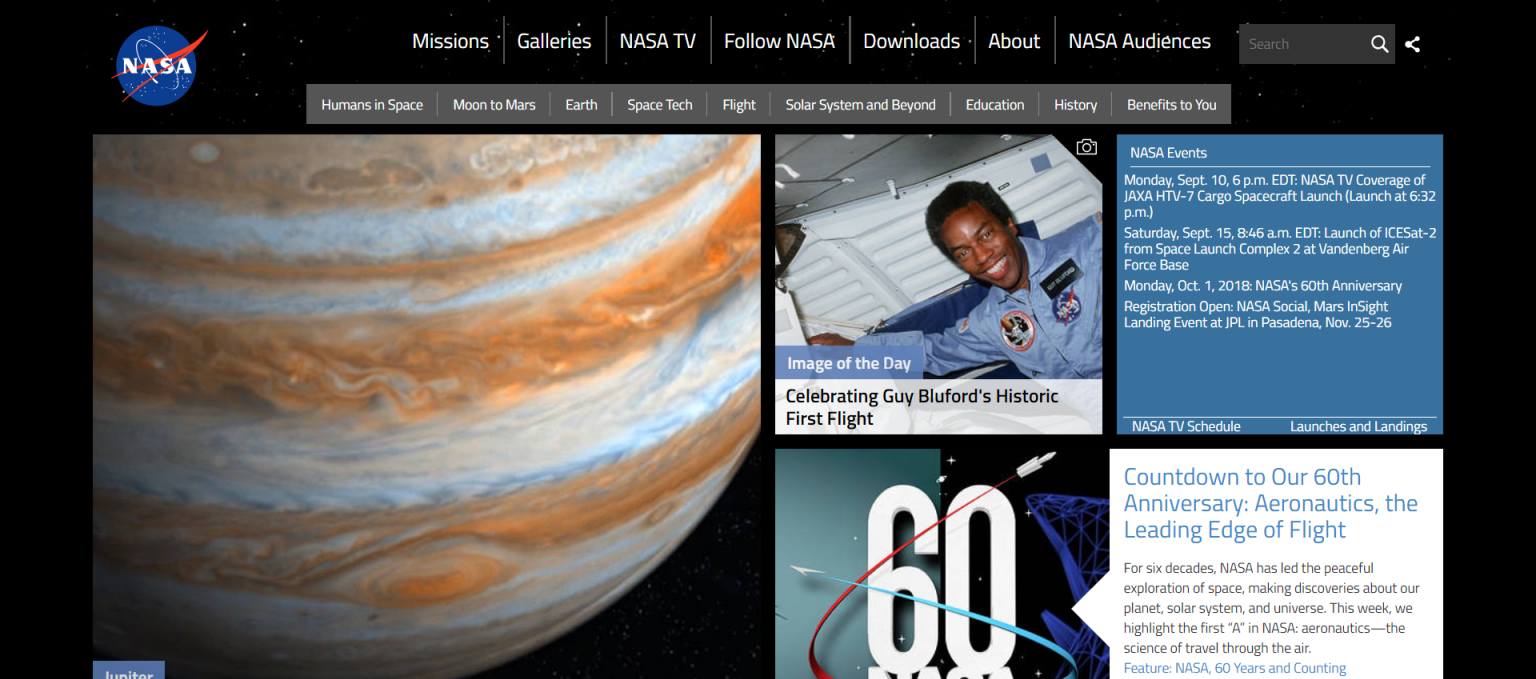 NASA
Missions
Galleries
NASA TV
Follow NASA
Downloads
About
NASA Audiences
Search
Humans in Space
Moon to Mars
Earth
Space Tech
Flight
Solar System and Beyond
Education
History
Benefits to You
Jupiter
GUY BLUFORD
NASA
Image of the Day
Celebrating Guy Bluford's Historic
First Flight
NASA Events
Monday, Sept. 10, 6 p.m. EDT: NASA TV Coverage of
JAXA HTV-7 Cargo Spacecraft Launch (Launch at 6:32
p.m.)
Saturday, Sept. 15, 8:46 a.m. EDT: Launch of ICESat-2
from Space Launch Complex 2 at Vandenberg Air
Force Base
Monday, Oct. 1, 2018: NASA's 60th Anniversary
Registration Open: NASA Social, Mars InSight
Landing Event at JPL in Pasadena, Nov. 25-26
NASA TV Schedule
Launches and Landings
60
NASA
Countdown to Our 60th
Anniversary: Aeronautics, the
Leading Edge of Flight
For six decades, NASA has led the peaceful
exploration of space, making discoveries about our
planet, solar system, and universe. This week, we
highlight the first “A” in NASA: aeronautics—the
science of travel through the air.
Feature: NASA, 60 Years and Counting